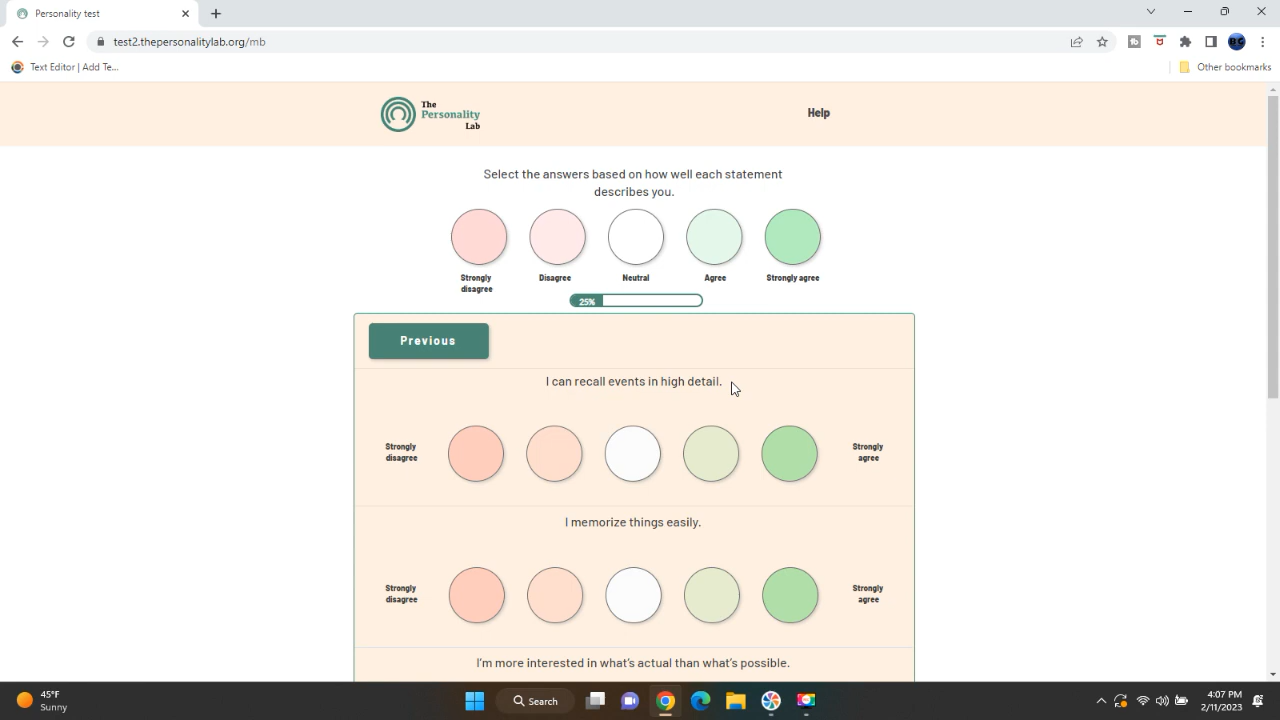 Personality test
test2.thepersonalitylab.org/mb
Text Editor | Add Te...
Other bookmarks
The
Personality
Lab
Help
Select the answers based on how well each statement
describes you.
Strongly
disagree
Disagree
Neutral
Agree
Strongly agree
25%
Previous
I can recall events in high detail.
Strongly
disagree
Strongly
agree
I memorize things easily.
Strongly
disagree
Strongly
agree
I'm more interested in what's actual than what's possible.
45°F
Sunny
Search
4:07 PM
2/11/2023